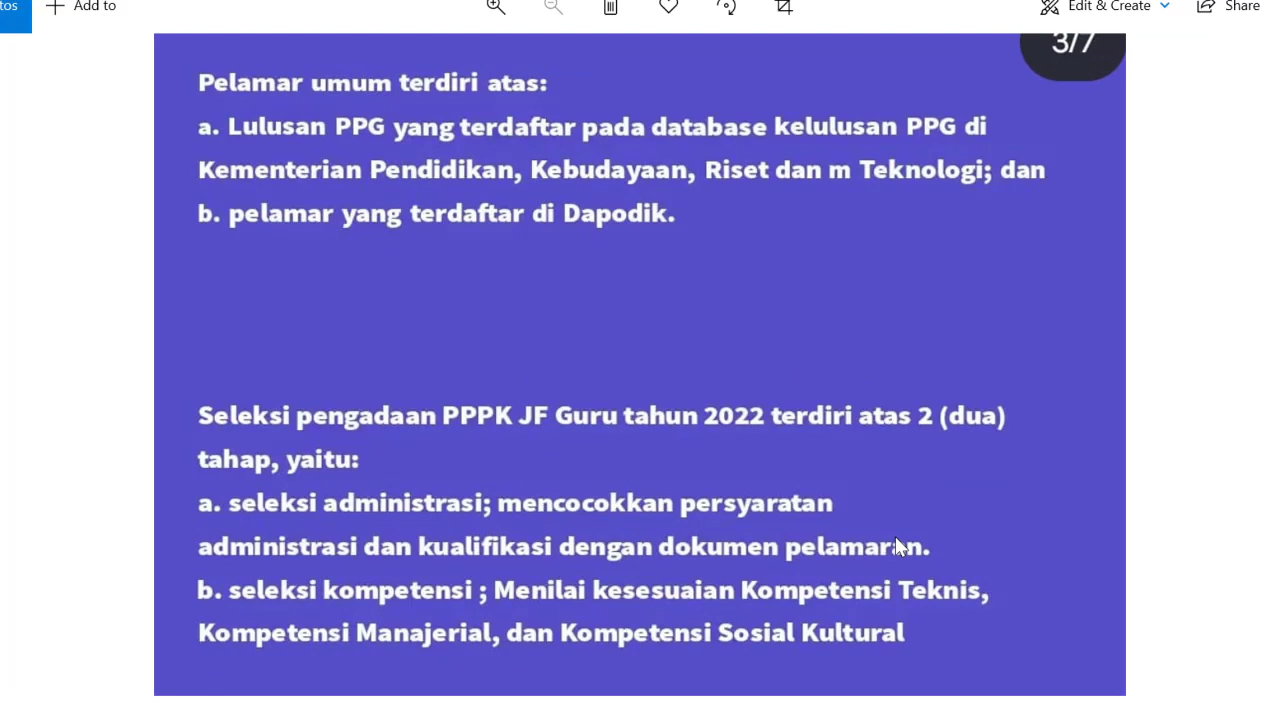 tos
Add to
Edit & Create
Share
3/7
Pelamar umum terdiri atas:
a. Lulusan PPG yang terdaftar pada database kelulusan PPG di
Kementerian Pendidikan, Kebudayaan, Riset dan m Teknologi; dan
b. pelamar yang terdaftar di Dapodik.
Seleksi pengadaan PPPK JF Guru tahun 2022 terdiri atas 2 (dua)
tahap, yaitu:
a. seleksi administrasi; mencocokkan persyaratan
administrasi dan kualifikasi dengan dokumen pelamaran.
b. seleksi kompetensi ; Menilai kesesuaian Kompetensi Teknis,
Kompetensi Manajerial, dan Kompetensi Sosial Kultural